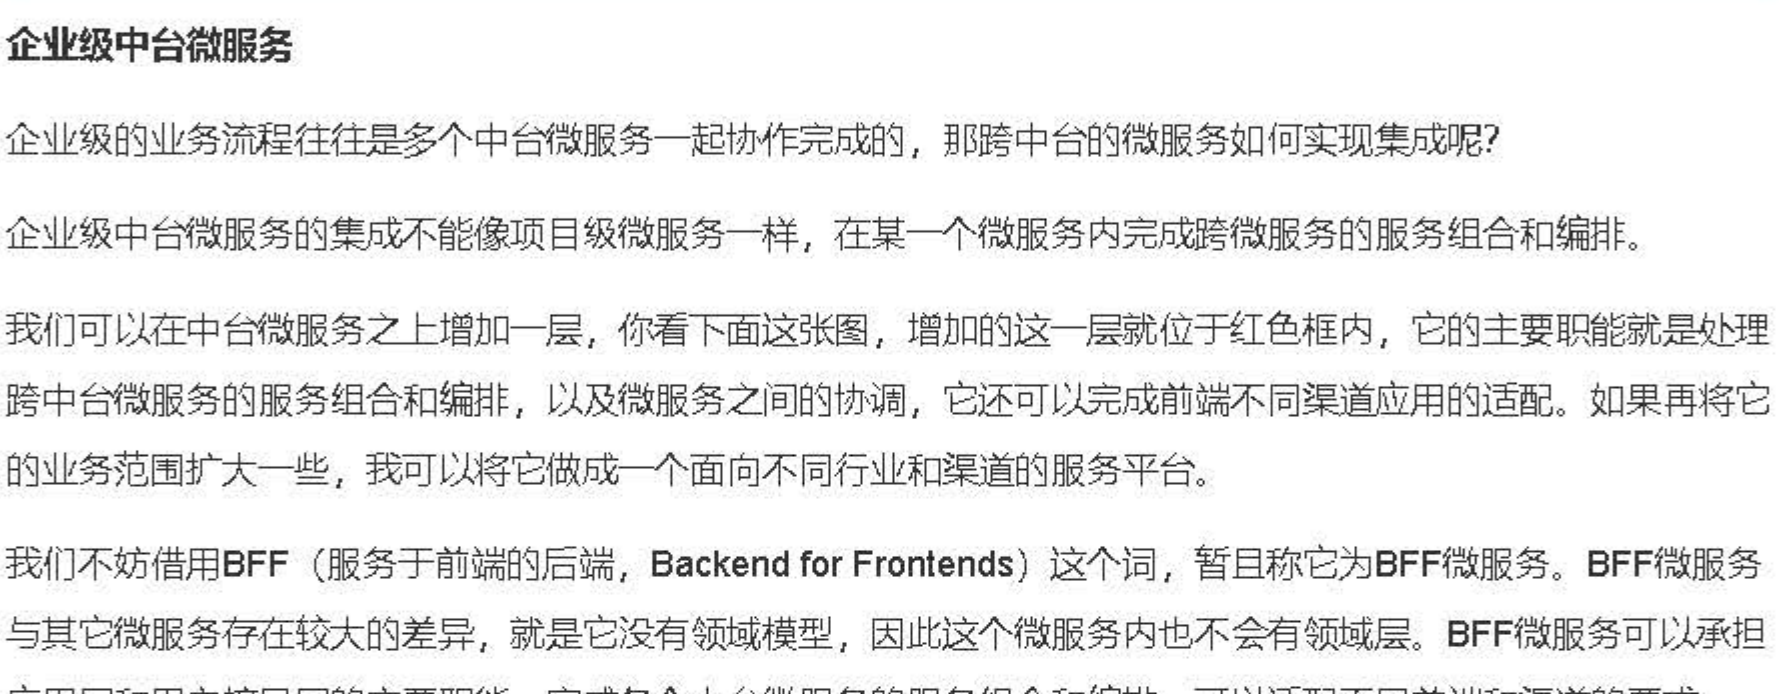 企业级中台微服务
企业级的业务流程往往是多个中台微服务一起协作完成的，那跨中台的微服务如何实现集成呢?
企业级中台微服务的集成不能像项目级微服务一样，在某一个微服务内完成跨微服务的服务组合和编排。
我们可以在中台微服务之上增加一层，你看下面这张图，增加的这一层就位于红色框内，它的主要职能就是处理
跨中台微服务的服务组合和编排，以及微服务之间的协调，它还可以完成前端不同渠道应用的适配。如果再将它
的业务范围扩大一些，我可以将它做成一个面向不同行业和渠道的服务平台。
我们不妨借用BFF（服务于前端的后端，Backend for Frontends）这个词，暂且称它为BFF微服务。BFF微服务
与其它微服务存在较大的差异，就是它没有领域模型，因此这个微服务内也不会有领域层。BFF微服务可以承担